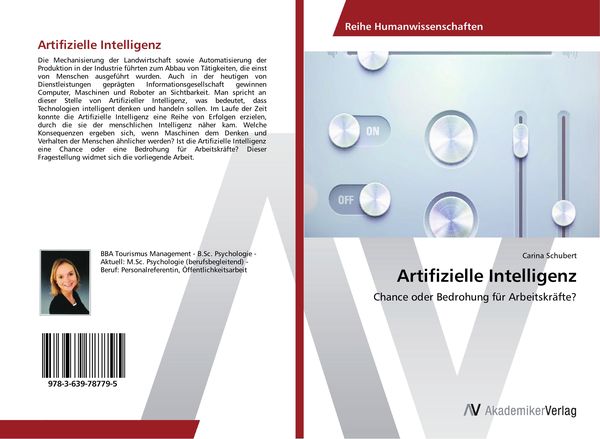 Artifizielle Intelligenz
Die Mechanisierung der Landwirtschaft sowie Automatisierung der
Produktion in der Industrie führten zum Abbau von Tätigkeiten, die einst
von Menschen ausgeführt wurden. Auch in der heutigen von
Dienstleistungen geprägten Informationsgesellschaft gewinnen
Computer, Maschinen und Roboter an Sichtbarkeit. Man spricht an
dieser Stelle von Artifizieller Intelligenz, was bedeutet, dass
Technologien intelligent denken und handeln sollen. Im Laufe der Zeit
konnte die Artifizielle Intelligenz eine Reihe von Erfolgen erzielen,
durch die sie der menschlichen Intelligenz näher kam. Welche
Konsequenzen ergeben sich, wenn Maschinen dem Denken und
Verhalten der Menschen ähnlicher werden? Ist die Artifizielle Intelligenz
eine Chance oder eine Bedrohung für Arbeitskräfte? Dieser
Fragestellung widmet sich die vorliegende Arbeit.
BBA Tourismus Management - B.Sc. Psychologie -
Aktuell: M.Sc. Psychologie (berufsbegleitend) -
Beruf: Personalreferentin, Öffentlichkeitsarbeit
978-3-639-78779-5
Reihe Humanwissenschaften
ON
OFF
Carina Schubert
Artifizielle Intelligenz
Chance oder Bedrohung für Arbeitskräfte?
AV AkademikerVerlag